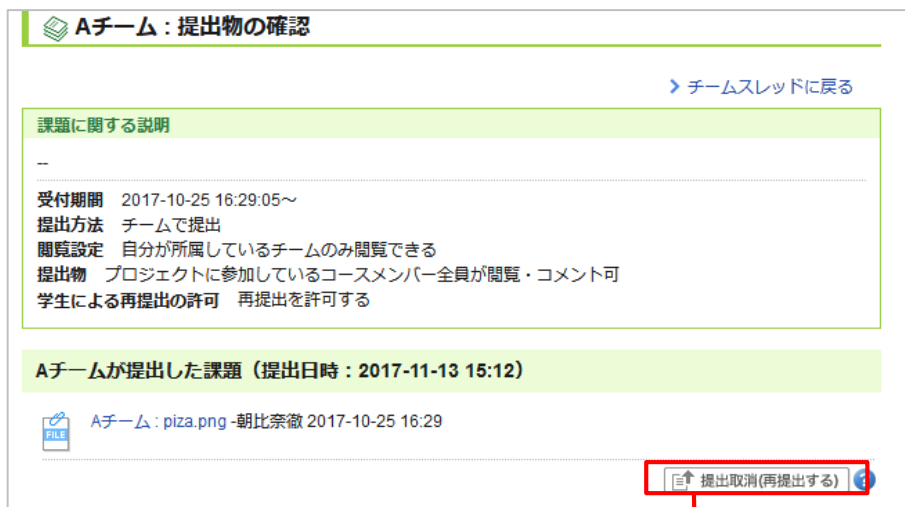 Aチーム : 提出物の確認
チームスレッドに戻る
課題に関する説明
--
受付期間 2017-10-25 16:29:05～
提出方法 チームで提出
閲覧設定 自分が所属しているチームのみ閲覧できる
提出物 プロジェクトに参加しているコースメンバー全員が閲覧・コメント可
学生による再提出の許可 再提出を許可する
Aチームが提出した課題（提出日時：2017-11-13 15:12）
FILE Aチーム : piza.png -朝比奈徹 2017-10-25 16:29
提出取消(再提出する) ?